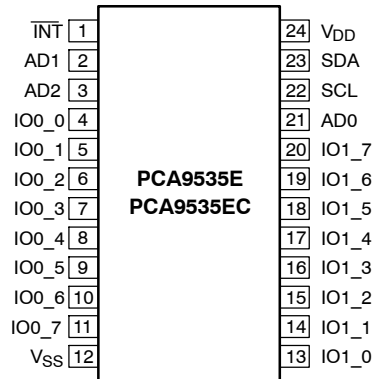 INT 1 24 VDD
AD1 2 23 SDA
AD2 3 22 SCL
IO0_0 4 21 AD0
IO0_1 5 20 IO1_7
IO0_2 6 PCA9535E 19 IO1_6
IO0_3 7 PCA9535EC 18 IO1_5
IO0_4 8 17 IO1_4
IO0_5 9 16 IO1_3
IO0_6 10 15 IO1_2
IO0_7 11 14 IO1_1
VSS 12 13 IO1_0